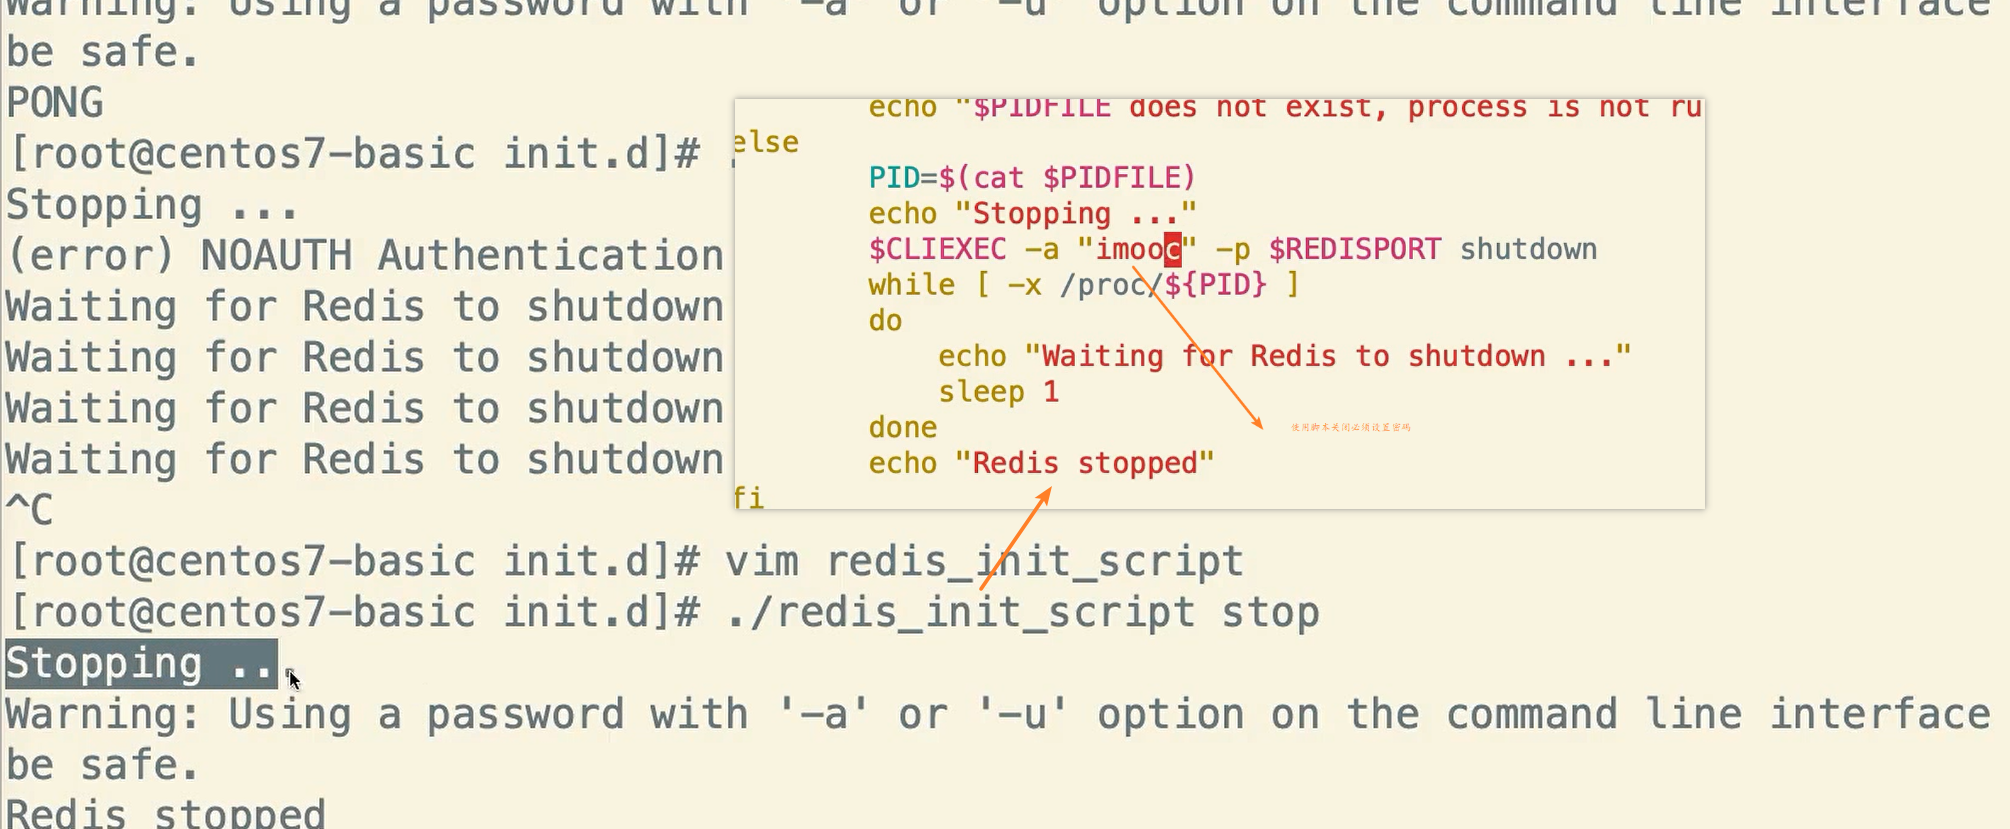 Warning: Using a password with '-a' or '-u' option on the command line interface
be safe.
PONG
[root@centos7-basic init.d]# .
Stopping ...
(error) NOAUTH Authentication
Waiting for Redis to shutdown
Waiting for Redis to shutdown
Waiting for Redis to shutdown
Waiting for Redis to shutdown
^C
[root@centos7-basic init.d]# vim redis_init_script
[root@centos7-basic init.d]# ./redis_init_script stop
Stopping ...
Warning: Using a password with '-a' or '-u' option on the command line interface
be safe.
Redis stopped
echo "$PIDFILE does not exist, process is not ru
else
PID=$(cat $PIDFILE)
echo "Stopping ..."
$CLIEXEC -a "imooc" -p $REDISPORT shutdown
while [ -x /proc/${PID} ]
do
echo "Waiting for Redis to shutdown ..."
sleep 1
done
echo "Redis stopped"
fi
使用脚本关闭必须设置密码